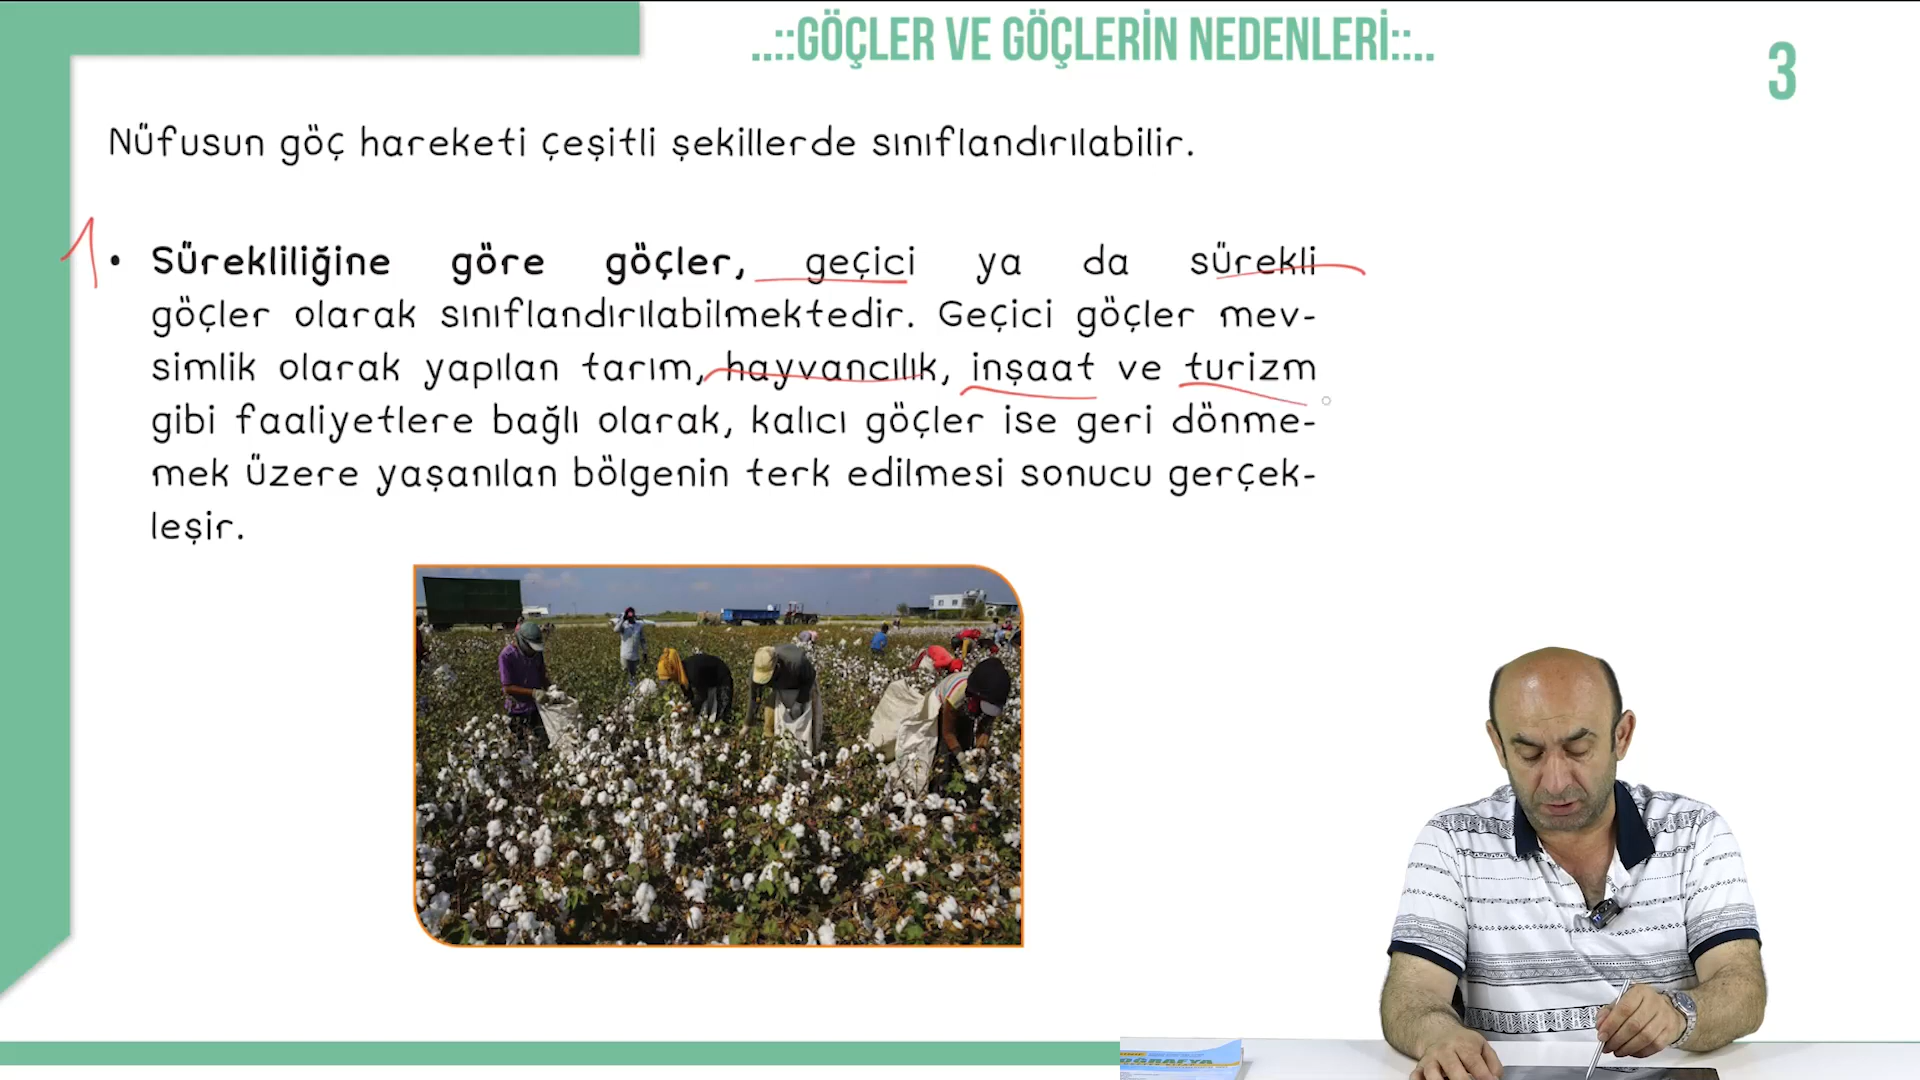 ..::GÖÇLER VE GÖÇLERİN NEDENLERİ::..
3
Nüfusun göç hareketi çeşitli şekillerde sınıflandırılabilir.
1
• Sürekliliğine göre göçler, geçici ya da sürekli
göçler olarak sınıflandırılabilmektedir. Geçici göçler mev-
simlik olarak yapılan tarım, hayvancılık, inşaat ve turizm
gibi faaliyetlere bağlı olarak, kalıcı göçler ise geri dönme-
mek üzere yaşanılan bölgenin terk edilmesi sonucu gerçek-
leşir.